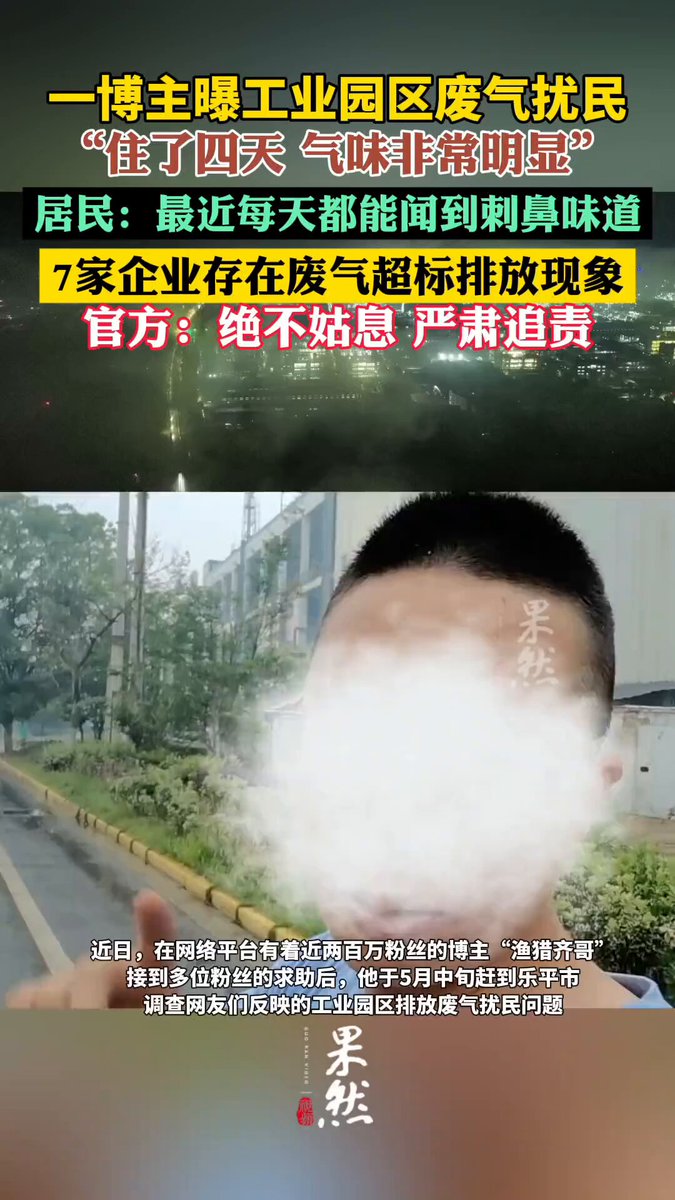 一博主曝工业园区废气扰民
“住了四天 气味非常明显”
居民：最近每天都能闻到刺鼻味道
7家企业存在废气超标排放现象
官方：绝不姑息 严肃追责
果然
近日，在网络平台有着近两百万粉丝的博主“渔猎齐哥”
接到多位粉丝的求助后，他于5月中旬赶到乐平市
调查网友们反映的工业园区排放废气扰民问题
GUO RAN VIDEO
果然